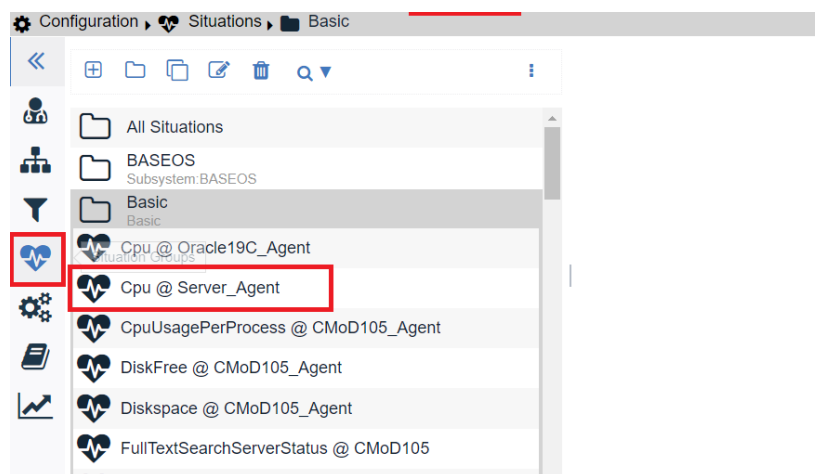 Configuration Situations Basic
All Situations
BASEOS
Subsystem:BASEOS
Basic
Basic
Cpu @ Oracle19C_Agent
Situation Groups
Cpu @ Server_Agent
CpuUsagePerProcess @ CMoD105_Agent
DiskFree @ CMoD105_Agent
Diskspace @ CMoD105_Agent
FullTextSearchServerStatus @ CMoD105